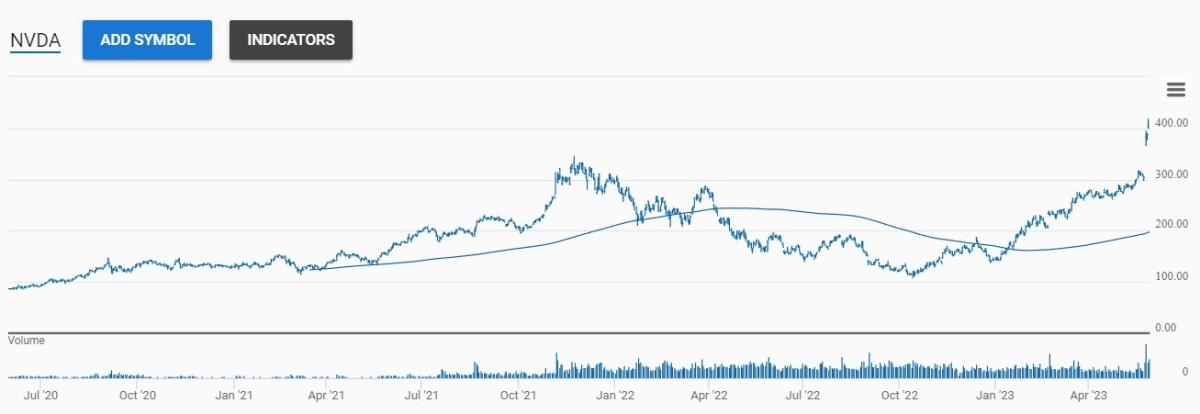 NVDA ADD SYMBOL INDICATORS
400.00
300.00
200.00
100.00
0.00
Volume
0
Jul '20 Oct '20 Jan '21 Apr '21 Jul '21 Oct '21 Jan '22 Apr '22 Jul '22 Oct '22 Jan '23 Apr '23